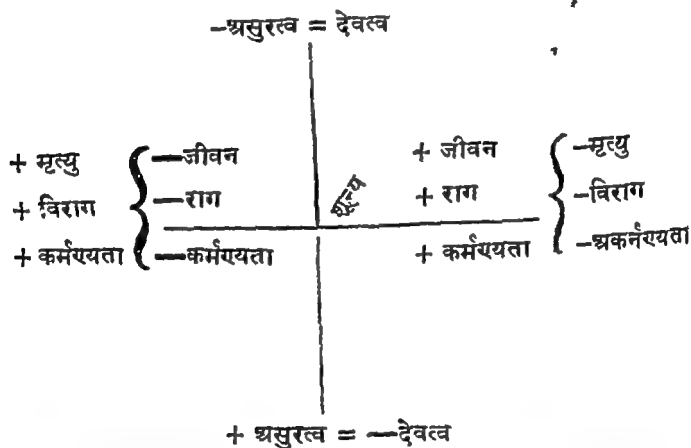 -असुरत्व = देवत्व
+ मृत्यु { —जीवन + जीवन { -मृत्यु
शून्य
+ विराग —राग + राग -विराग
+ कर्मण्यता —कर्मण्यता + कर्मण्यता -अकर्नण्यता
+ असुरत्व = —देवत्व